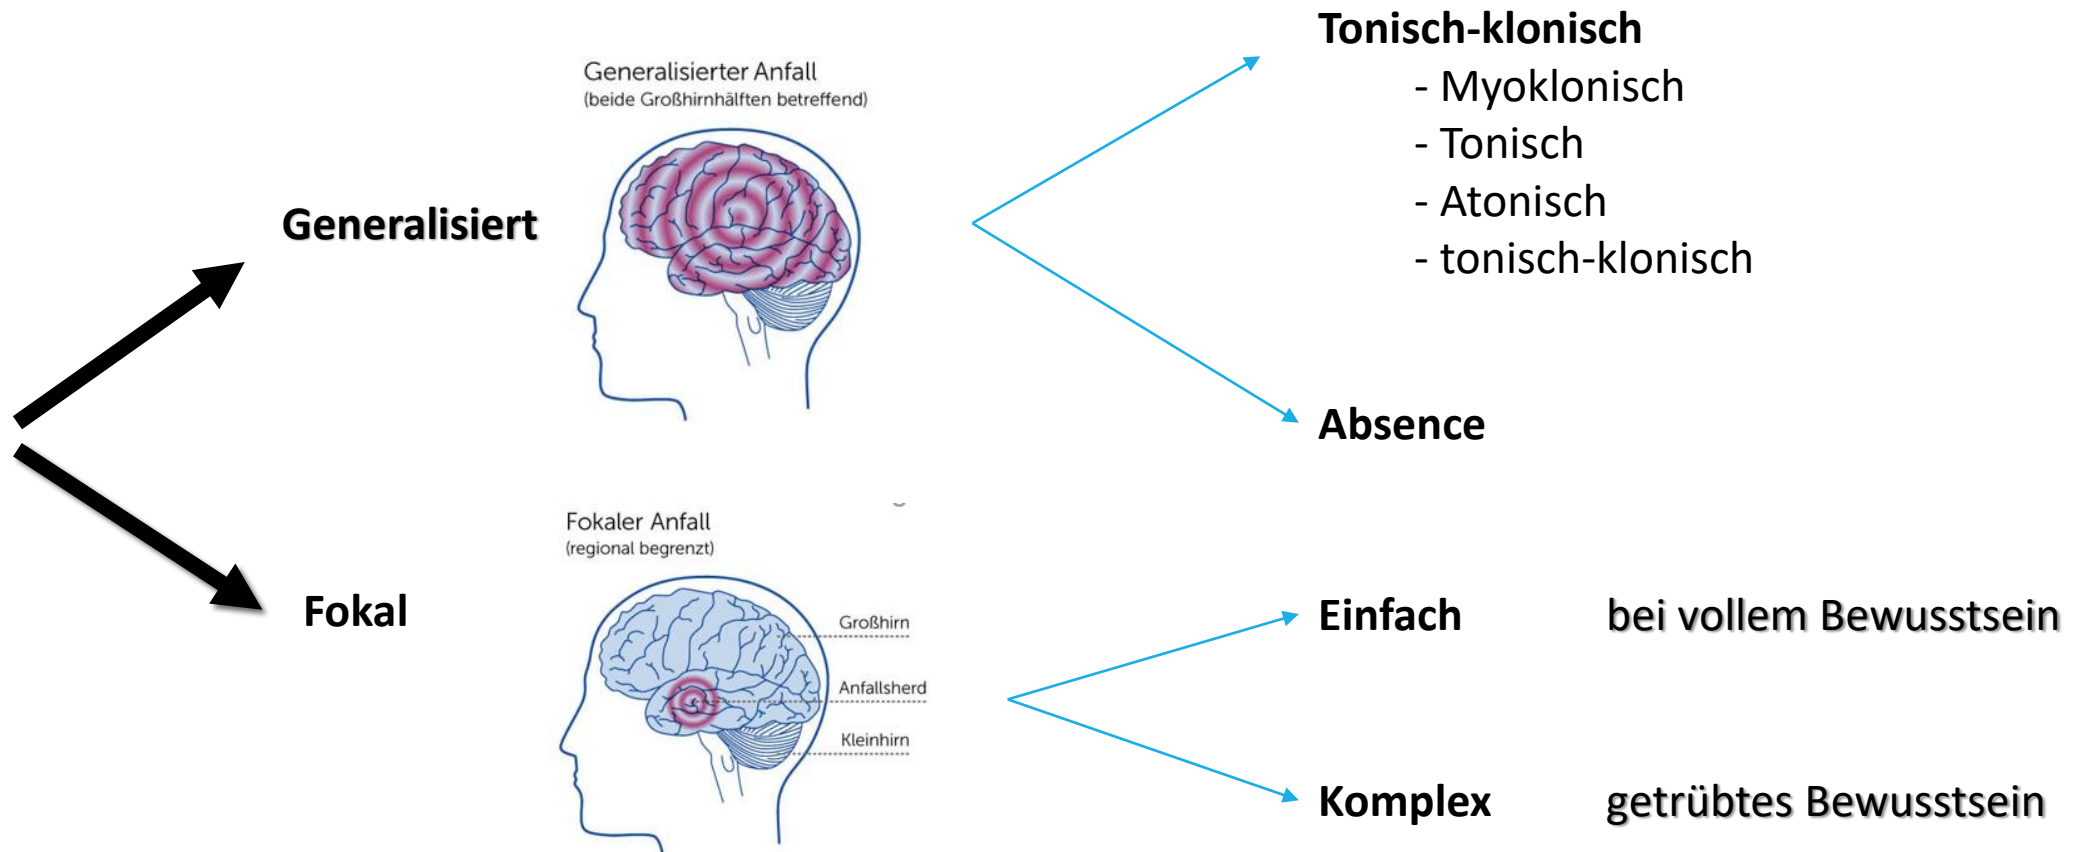 Tonisch-klonisch
- Myoklonisch
- Tonisch
- Atonisch
- tonisch-klonisch
Generalisierter Anfall
(beide Großhirnhälften betreffend)
Generalisiert
Absence
Fokaler Anfall
(regional begrenzt)
Fokal
Großhirn
Anfallsherd
Kleinhirn
Einfach bei vollem Bewusstsein
Komplex getrübtes Bewusstsein